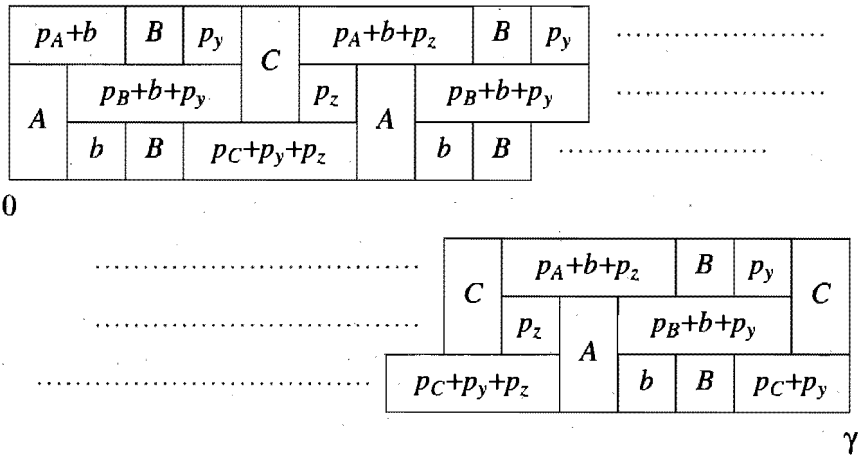 p_A+b B p_y C p_A+b+p_z B p_y ......................
A p_B+b+p_y p_z A p_B+b+p_y ......................
b B p_C+p_y+p_z b B ......................
0
.................................. C p_A+b+p_z B p_y C
.................................. p_z A p_B+b+p_y
.................................. p_C+p_y+p_z b B p_C+p_y
γ